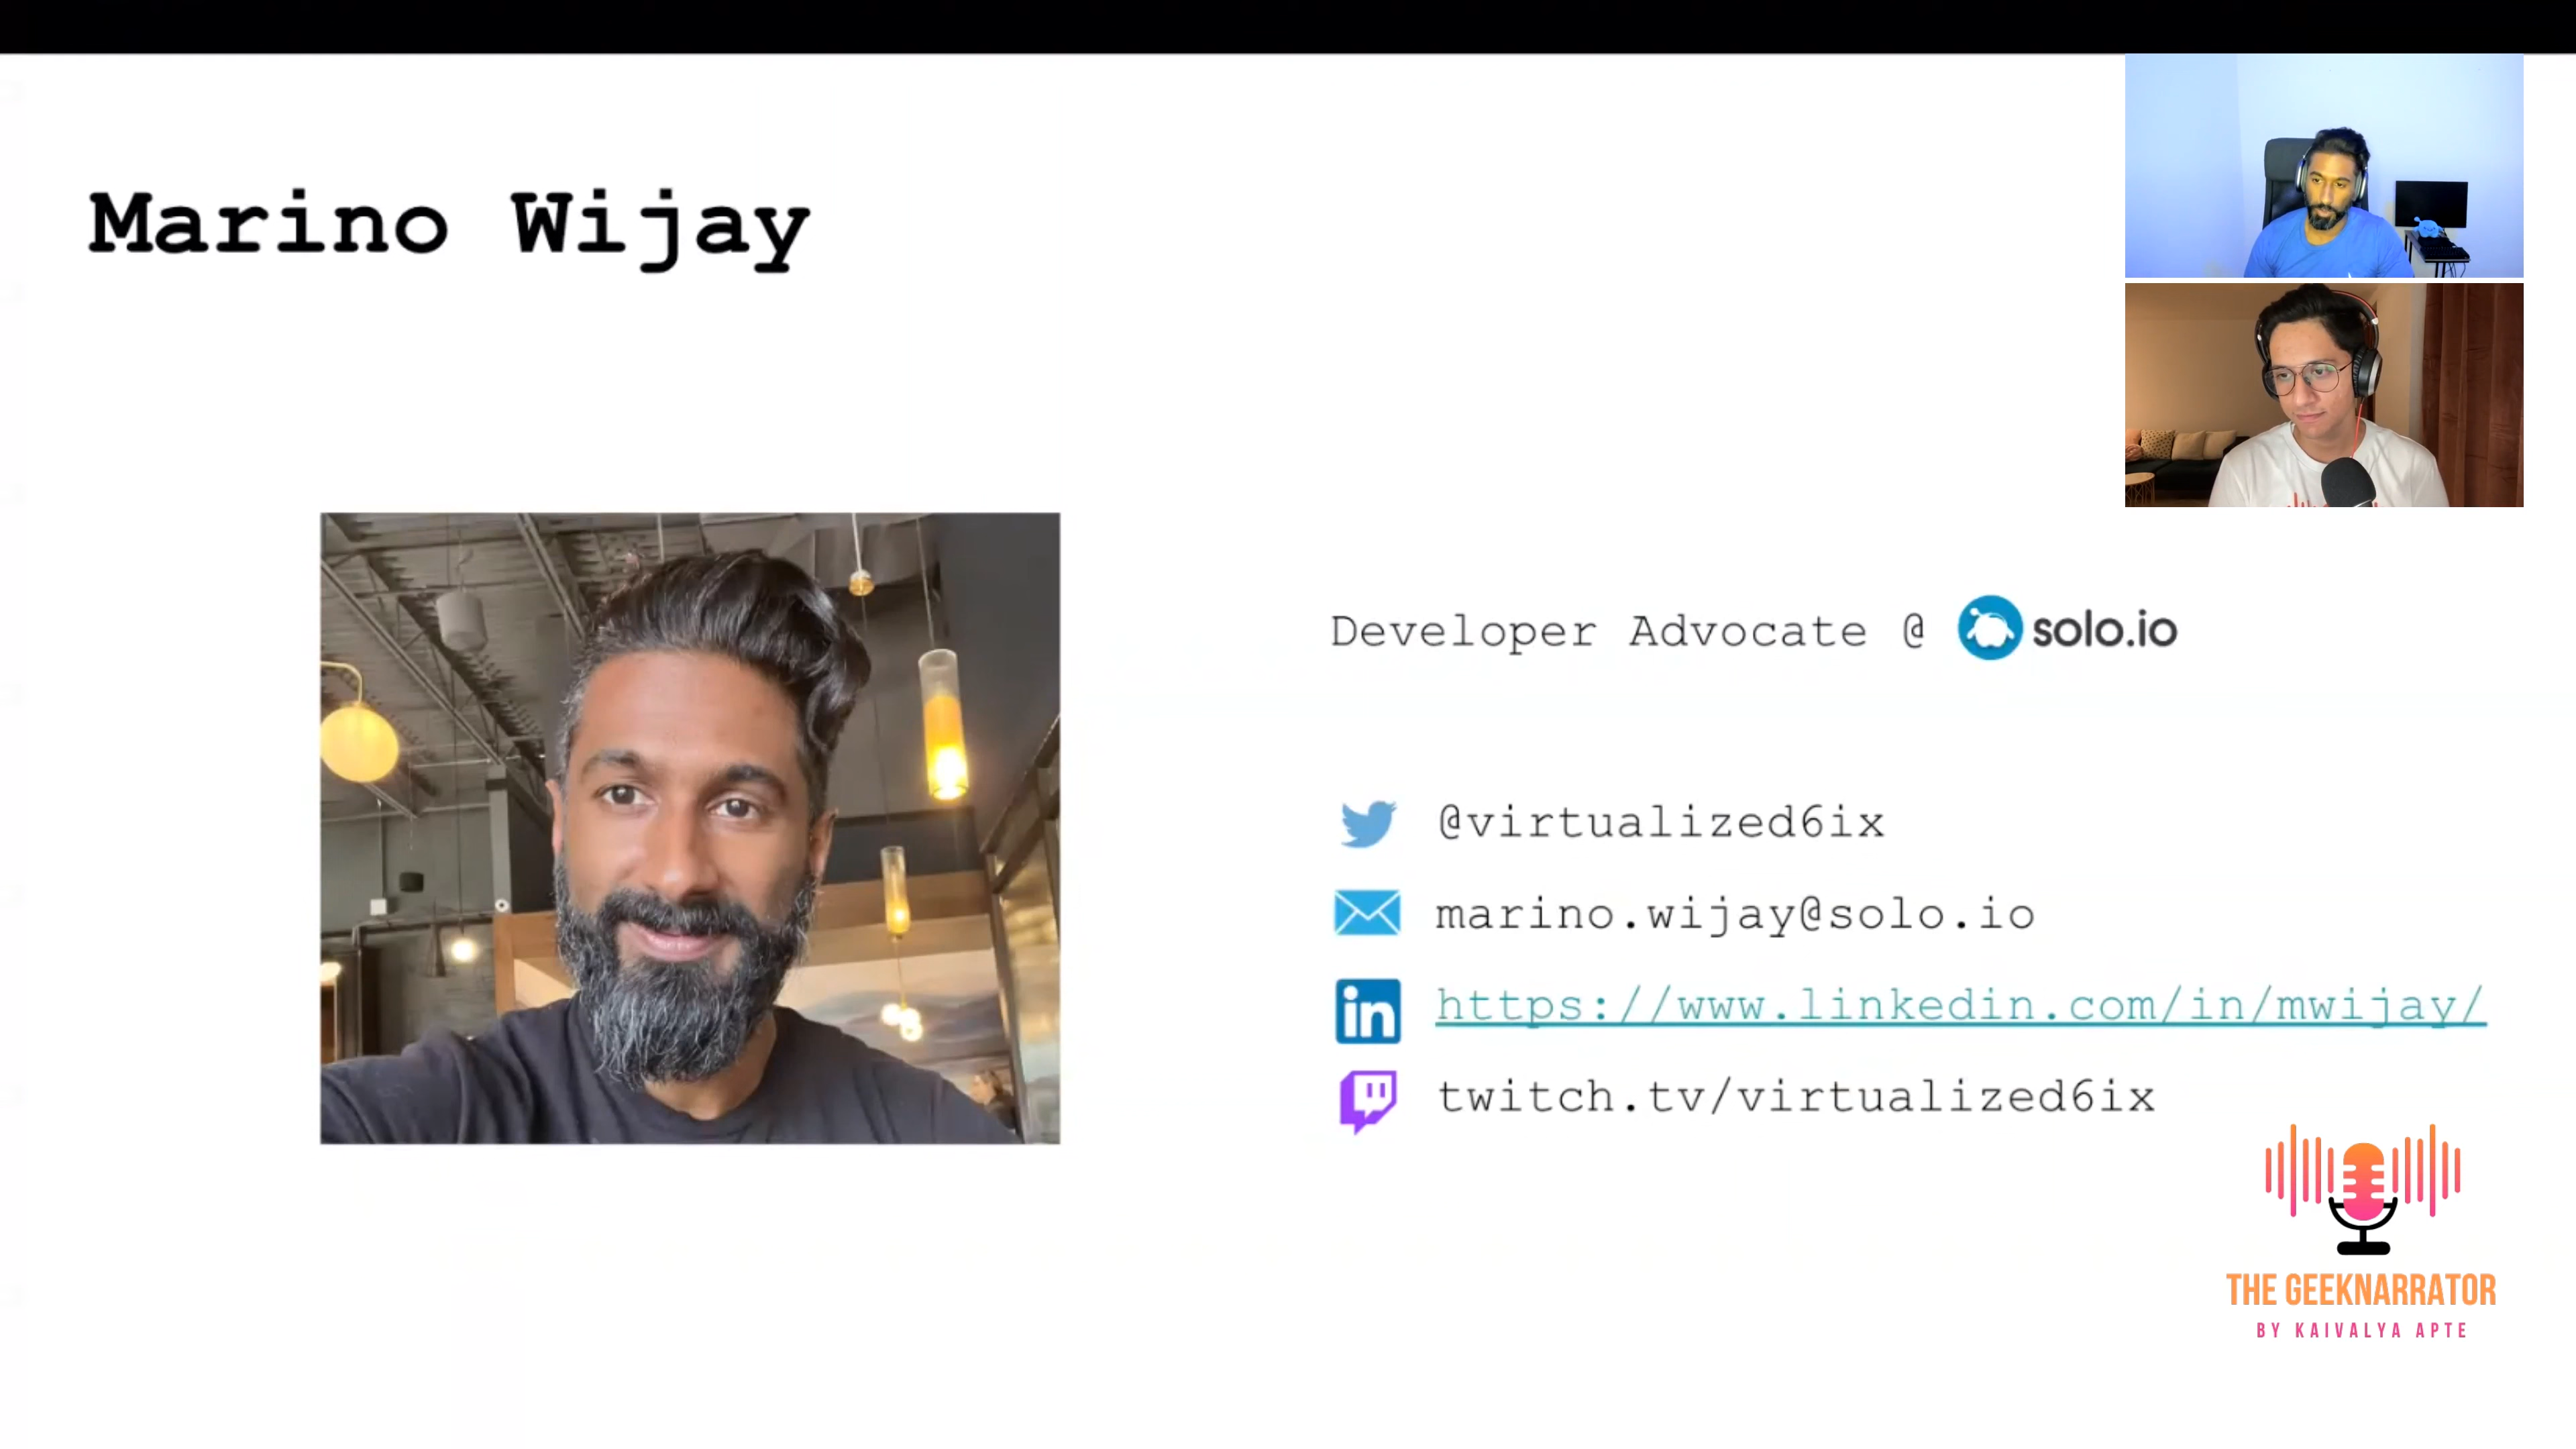 Marino Wijay
Developer Advocate @ solo.io
@virtualized6ix
marino.wijay@solo.io
in https://www.linkedin.com/in/mwijay/
twitch.tv/virtualized6ix
THE GEEKNARRATOR
BY KAIVALYA APTE